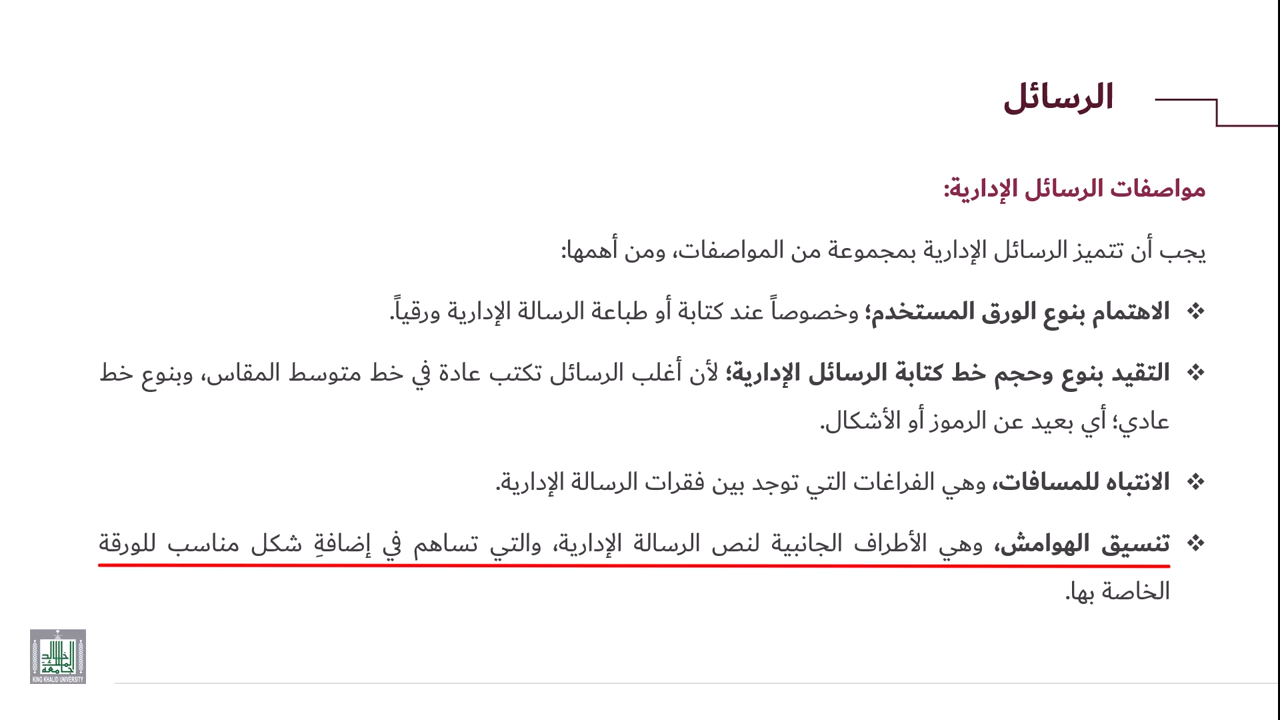 الرسائل
مواصفات الرسائل الإدارية:
يجب أن تتميز الرسائل الإدارية بمجموعة من المواصفات، ومن أهمها:
❖ الاهتمام بنوع الورق المستخدم؛ وخصوصاً عند كتابة أو طباعة الرسالة الإدارية ورقياً.
❖ التقيد بنوع وحجم خط كتابة الرسائل الإدارية؛ لأن أغلب الرسائل تكتب عادة في خط متوسط المقاس، وبنوع خط
عادي؛ أي بعيد عن الرموز أو الأشكال.
❖ الانتباه للمسافات، وهي الفراغات التي توجد بين فقرات الرسالة الإدارية.
❖ تنسيق الهوامش، وهي الأطراف الجانبية لنص الرسالة الإدارية، والتي تساهم في إضافةِ شكل مناسب للورقة
الخاصة بها.
جامعة الملك خالد
KING KHALID UNIVERSITY